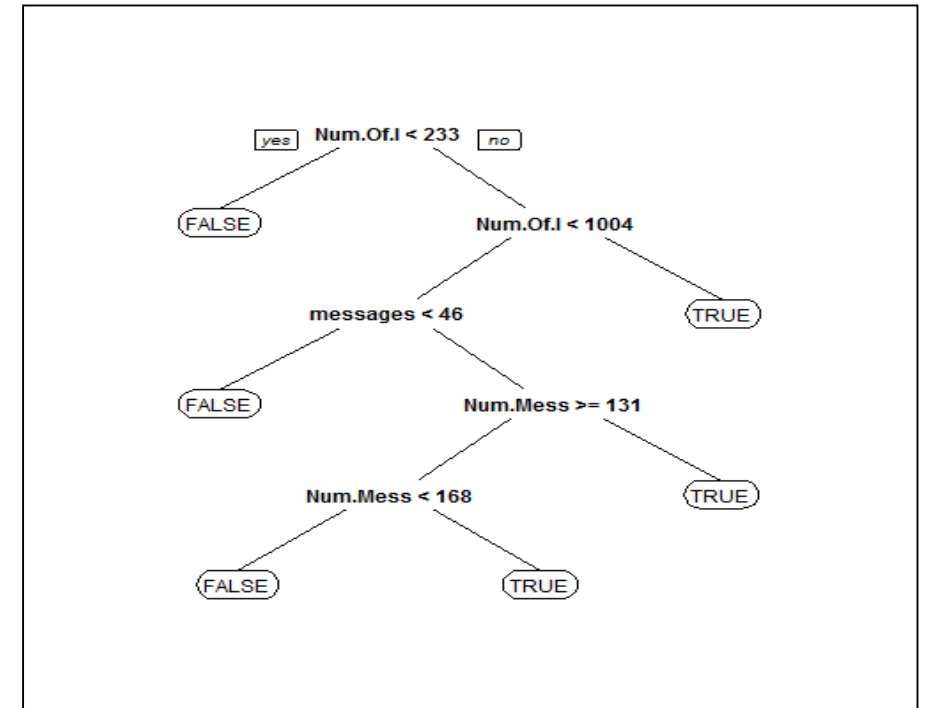 yes Num.Of.I < 233 no
FALSE Num.Of.I < 1004
messages < 46 TRUE
FALSE Num.Mess >= 131
Num.Mess < 168 TRUE
FALSE TRUE